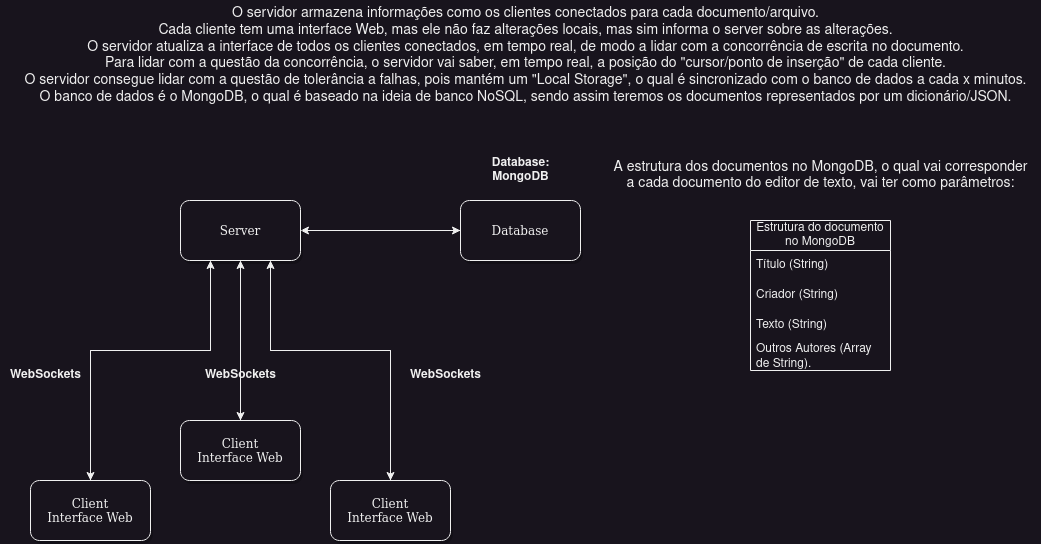 O servidor armazena informações como os clientes conectados para cada documento/arquivo.
Cada cliente tem uma interface Web, mas ele não faz alterações locais, mas sim informa o server sobre as alterações.
O servidor atualiza a interface de todos os clientes conectados, em tempo real, de modo a lidar com a concorrência de escrita no documento.
Para lidar com a questão da concorrência, o servidor vai saber, em tempo real, a posição do "cursor/ponto de inserção" de cada cliente.
O servidor consegue lidar com a questão de tolerância a falhas, pois mantém um "Local Storage", o qual é sincronizado com o banco de dados a cada x minutos.
O banco de dados é o MongoDB, o qual é baseado na ideia de banco NoSQL, sendo assim teremos os documentos representados por um dicionário/JSON.
Database:
MongoDB
A estrutura dos documentos no MongoDB, o qual vai corresponder
a cada documento do editor de texto, vai ter como parâmetros:
Server
Database
Estrutura do documento
no MongoDB
Título (String)
Criador (String)
Texto (String)
Outros Autores (Array
de String).
WebSockets
WebSockets
WebSockets
Client
Interface Web
Client
Interface Web
Client
Interface Web